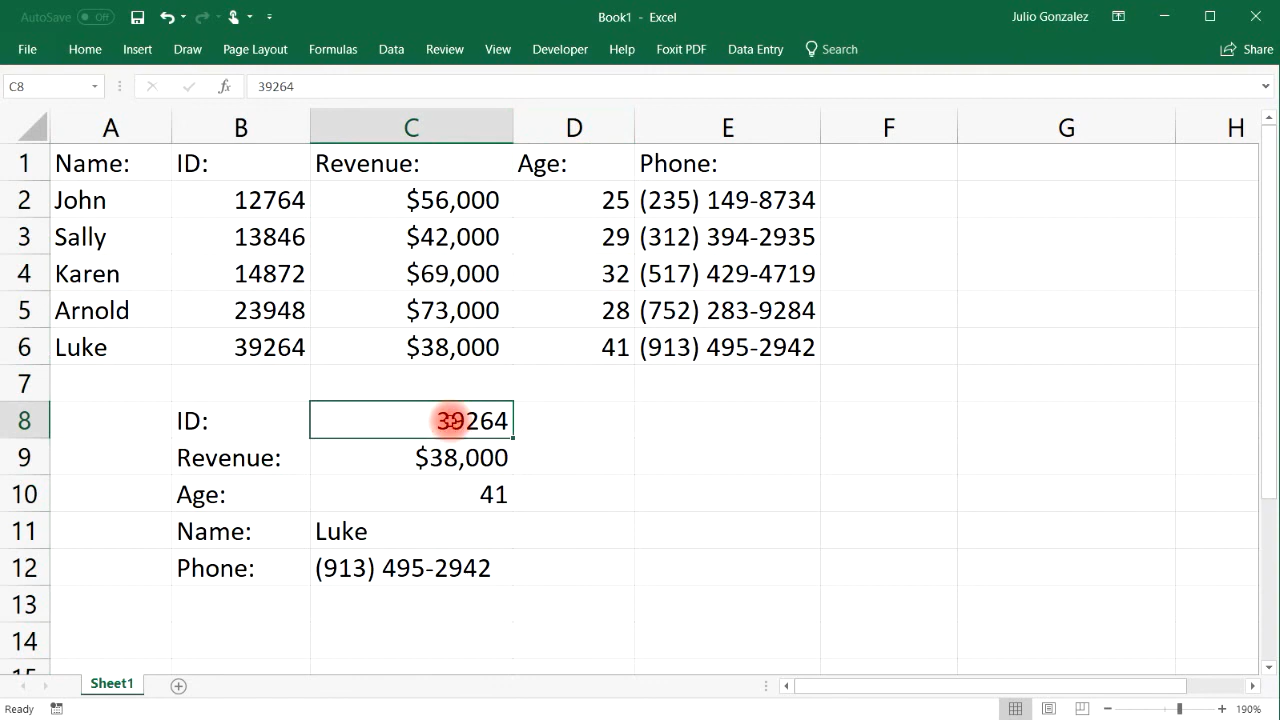 AutoSave Off Book1 - Excel Julio Gonzalez
File Home Insert Draw Page Layout Formulas Data Review View Developer Help Foxit PDF Data Entry Search Share
C8 fx 39264
A B C D E F G H
1 Name: ID: Revenue: Age: Phone:
2 John 12764 $56,000 25 (235) 149-8734
3 Sally 13846 $42,000 29 (312) 394-2935
4 Karen 14872 $69,000 32 (517) 429-4719
5 Arnold 23948 $73,000 28 (752) 283-9284
6 Luke 39264 $38,000 41 (913) 495-2942
7
8 ID: 39264
9 Revenue: $38,000
10 Age: 41
11 Name: Luke
12 Phone: (913) 495-2942
13
14
15
Sheet1
Ready 190%